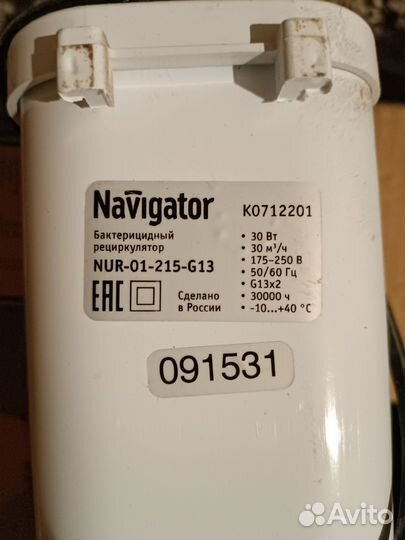 Navigator K0712201
Бактерицидный
рециркулятор
NUR-01-215-G13
EAC
Сделано
в России
• 30 Вт
• 30 м³/ч
• 175-250 В
• 50/60 Гц
• G13x2
• 30000 ч
• -10...+40 °C
091531
Avito